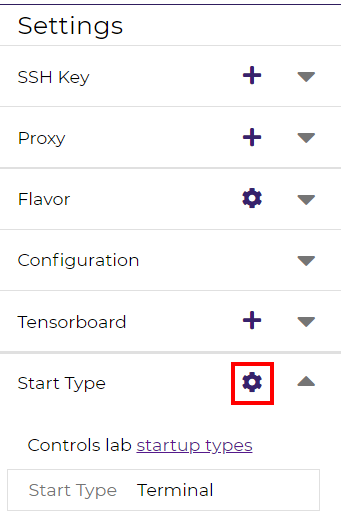 Settings
SSH Key
Proxy
Flavor
Configuration
Tensorboard
Start Type
Controls lab startup types
Start Type Terminal